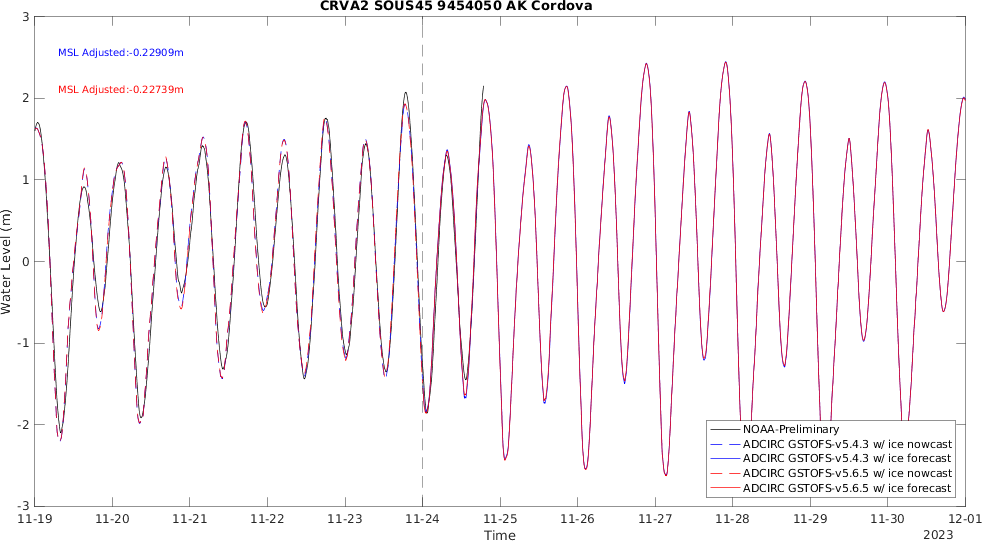 CRVA2 SOUS45 9454050 AK Cordova
MSL Adjusted:-0.22909m
MSL Adjusted:-0.22739m
3
2
1
0
-1
-2
-3
Water Level (m)
NOAA-Preliminary
ADCIRC GSTOFS-v5.4.3 w/ ice nowcast
ADCIRC GSTOFS-v5.4.3 w/ ice forecast
ADCIRC GSTOFS-v5.6.5 w/ ice nowcast
ADCIRC GSTOFS-v5.6.5 w/ ice forecast
11-19 11-20 11-21 11-22 11-23 11-24 11-25 11-26 11-27 11-28 11-29 11-30 12-01
Time
2023